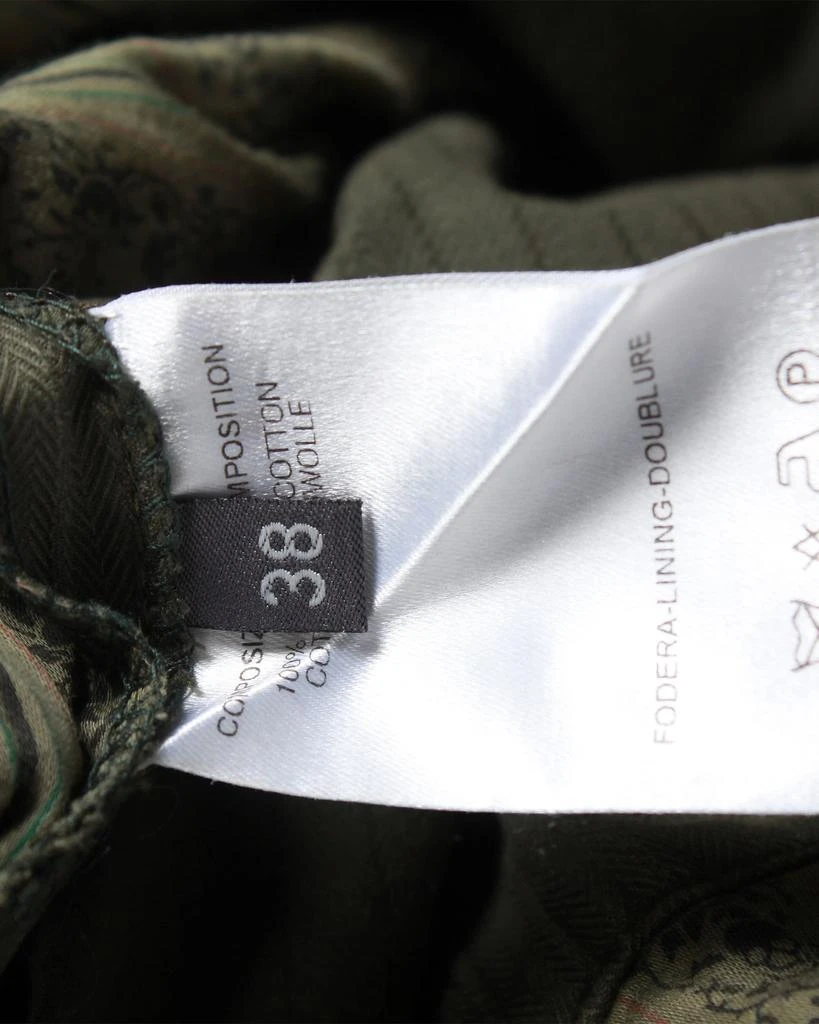 COMPOSIZ MPOSITION
100% COTTON
COT WOLLE
38
FODERA-LINING-DOUBLURE
P